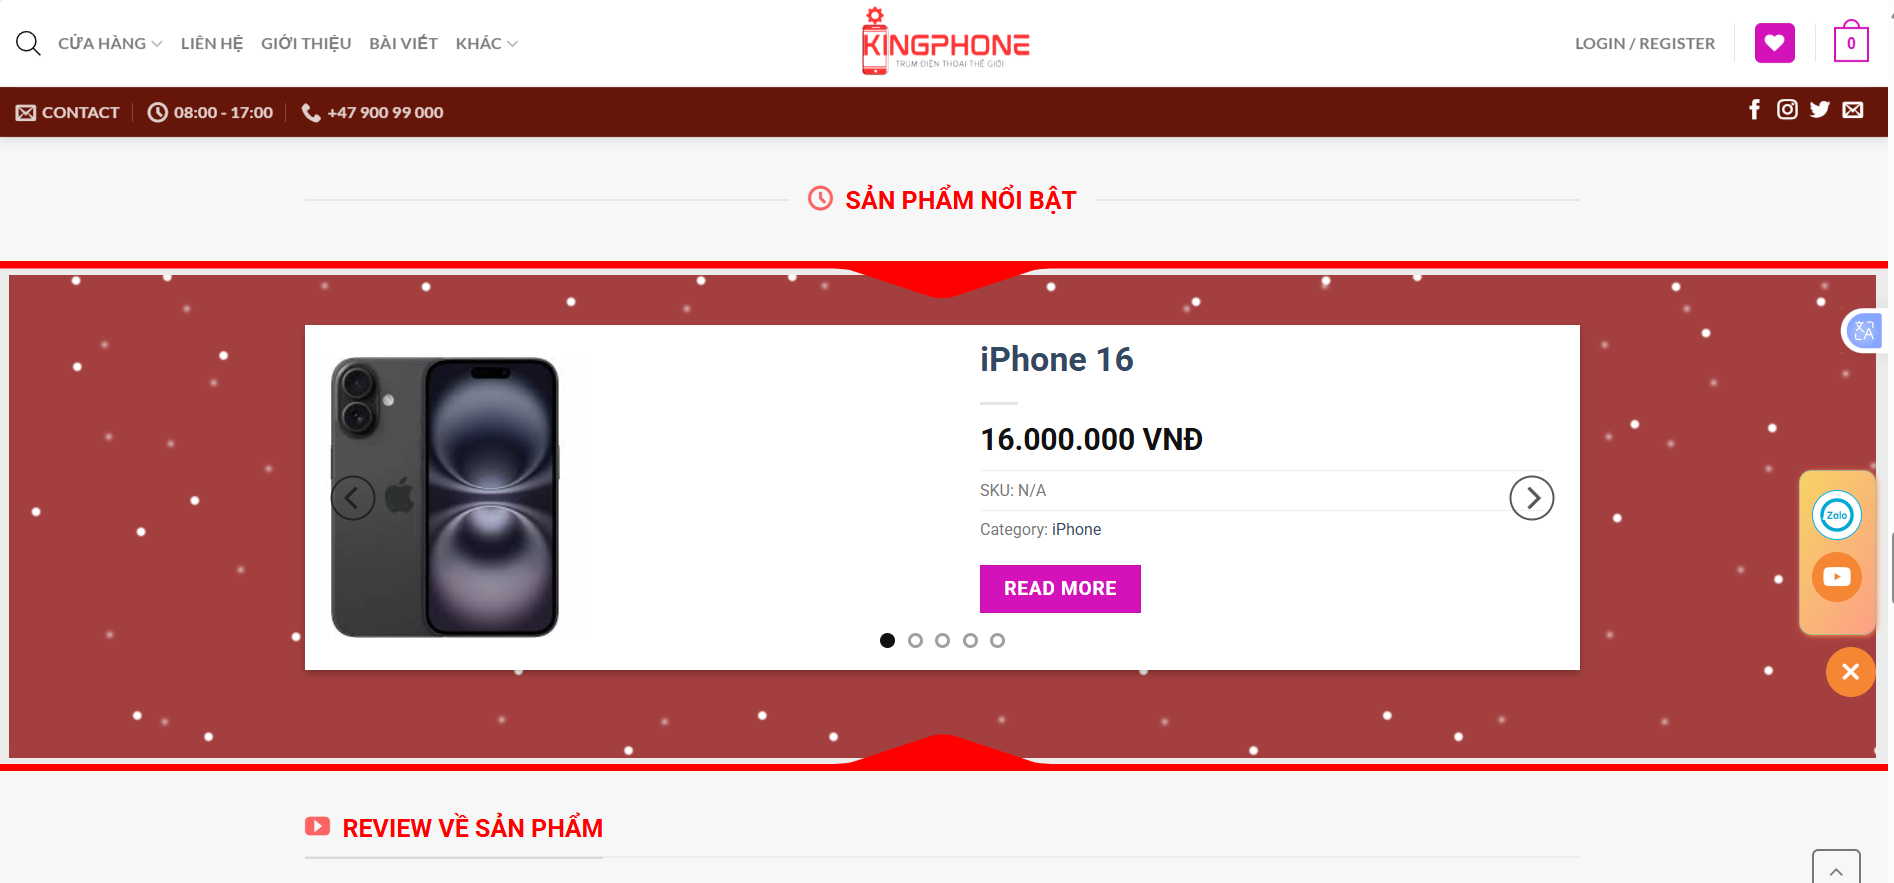 CỬA HÀNG
LIÊN HỆ
GIỚI THIỆU
BÀI VIẾT
KHÁC
KINGPHONE
TRÙM ĐIỆN THOẠI THẾ GIỚI
LOGIN / REGISTER
0
CONTACT
08:00 - 17:00
+47 900 99 000
SẢN PHẨM NỔI BẬT
iPhone 16
16.000.000 VNĐ
SKU: N/A
Category: iPhone
READ MORE
Zalo
REVIEW VỀ SẢN PHẨM